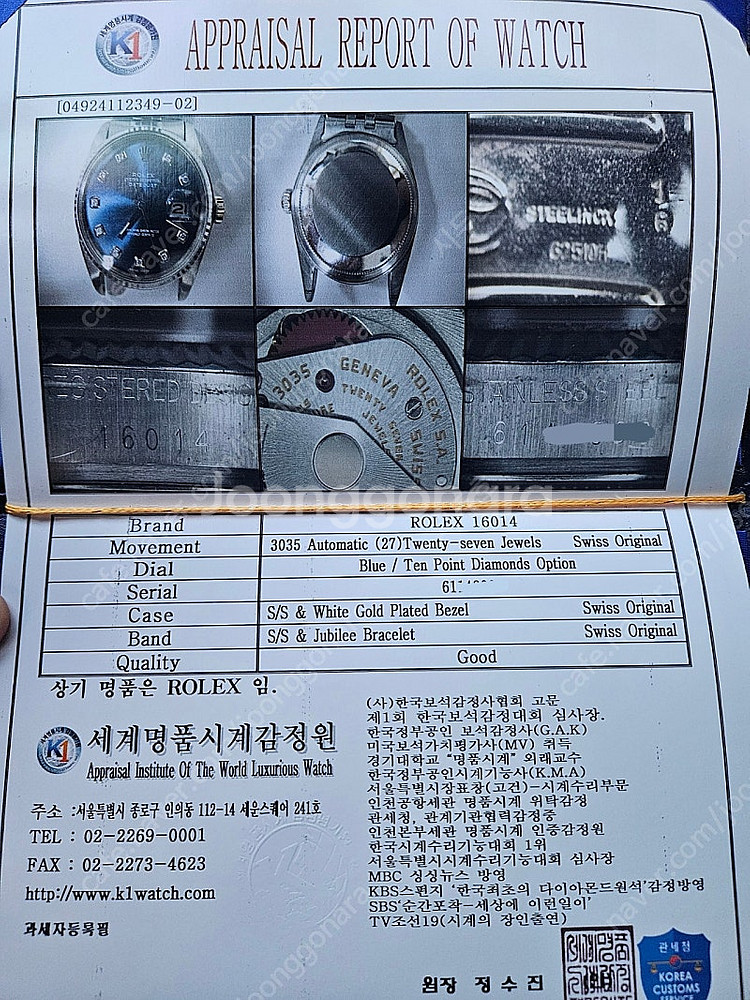 K1
APPRAISAL REPORT OF WATCH
[04924112349-02]
ROLEX
STEELINOX
62510H
16014
3035
GENEVA
ROLEX S.A.
TWENTY SEVEN
JEWELS
SWISS
STAINLESS STEEL
Joonggonara
Brand ROLEX 16014
Movement 3035 Automatic (27)Twenty-seven Jewels Swiss Original
Dial Blue / Ten Point Diamonds Option
Serial
Case S/S & White Gold Plated Bezel Swiss Original
Band S/S & Jubilee Bracelet Swiss Original
Quality Good
상기 명품은 ROLEX 임.
K1 세계명품시계감정원
Appraisal Institute Of The World Luxurious Watch
주소 :서울특별시 종로구 인의동 112-14 세운스퀘어 241호
TEL : 02-2269-0001
FAX : 02-2273-4623
http://www.k1watch.com
과세자등록필
(사)한국보석감정사협회 고문
제1회 한국보석감정대회 심사장.
한국정부공인 보석감정사(G.A.K)
미국보석가치평가사(MV) 취득
경기대학교 "명품시계" 외래교수
한국정부공인시계기능사(K.M.A)
서울특별시장표창(고건)-시계수리부문
인천공항세관 명품시계 위탁감정
관세청, 관계기관협력감정중
인천본부세관 명품시계 인증감정원
한국시계수리기능대회 1위
서울특별시시계수리기능대회 심사장
MBC 싱싱뉴스 방영
KBS스펀지 '한국최초의 다이아몬드원석'감정방영
SBS'순간포착-세상에 이런일이'
TV조선19(시계의 장인출연)
원장 정수진
관세청
KOREA
CUSTOMS